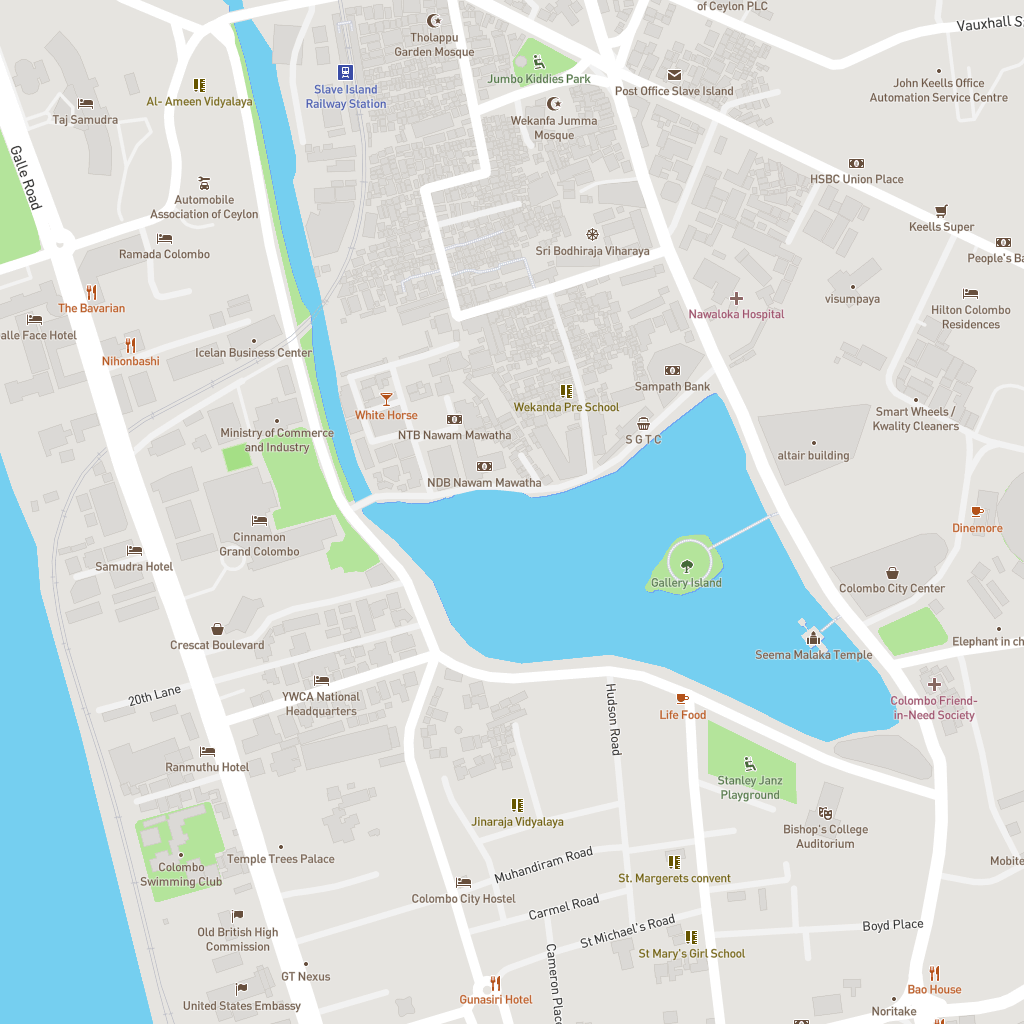 of Ceylon PLC
Vauxhall S
Tholappu
Garden Mosque
Jumbo Kiddies Park
Slave Island
Railway Station
Post Office Slave Island
John Keells Office
Automation Service Centre
Al- Ameen Vidyalaya
Taj Samudra
Wekanfa Jumma
Mosque
Galle Road
HSBC Union Place
Automobile
Association of Ceylon
Keells Super
Ramada Colombo
Sri Bodhiraja Viharaya
People's Ba
The Bavarian
visumpaya
Nawaloka Hospital
Hilton Colombo
Residences
alle Face Hotel
Nihonbashi
Icelan Business Center
Sampath Bank
White Horse
Wekanda Pre School
Smart Wheels /
Kwality Cleaners
Ministry of Commerce
and Industry
NTB Nawam Mawatha
S G T C
altair building
NDB Nawam Mawatha
Dinemore
Cinnamon
Grand Colombo
Samudra Hotel
Gallery Island
Colombo City Center
Crescat Boulevard
Elephant in ch
Seema Malaka Temple
20th Lane
YWCA National
Headquarters
Colombo Friend-
in-Need Society
Hudson Road
Life Food
Ranmuthu Hotel
Stanley Janz
Playground
Jinaraja Vidyalaya
Bishop's College
Auditorium
Temple Trees Palace
Colombo
Swimming Club
Muhandiram Road
St. Margerets convent
Mobite
Colombo City Hostel
Carmel Road
Old British High
Commission
St Michael's Road
Boyd Place
St Mary's Girl School
GT Nexus
Cameron Place
Gunasiri Hotel
United States Embassy
Bao House
Noritake